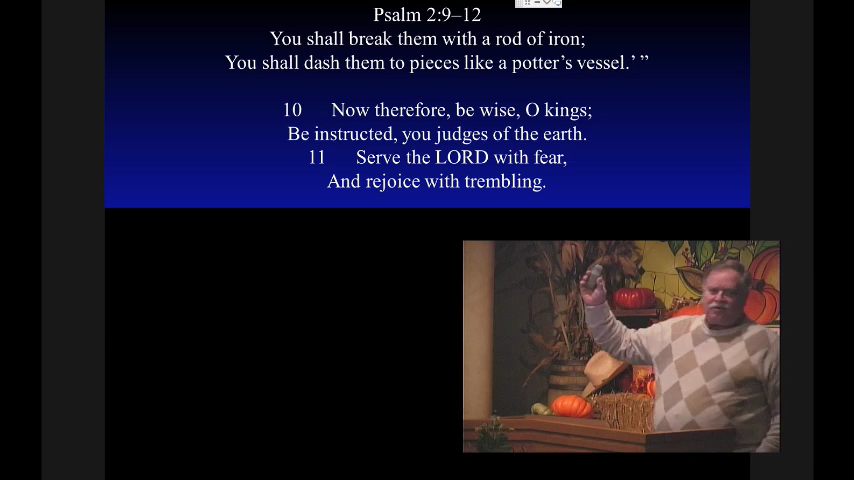 Psalm 2:9–12
You shall break them with a rod of iron;
You shall dash them to pieces like a potter’s vessel.’ ”
10 Now therefore, be wise, O kings;
Be instructed, you judges of the earth.
11 Serve the LORD with fear,
And rejoice with trembling.